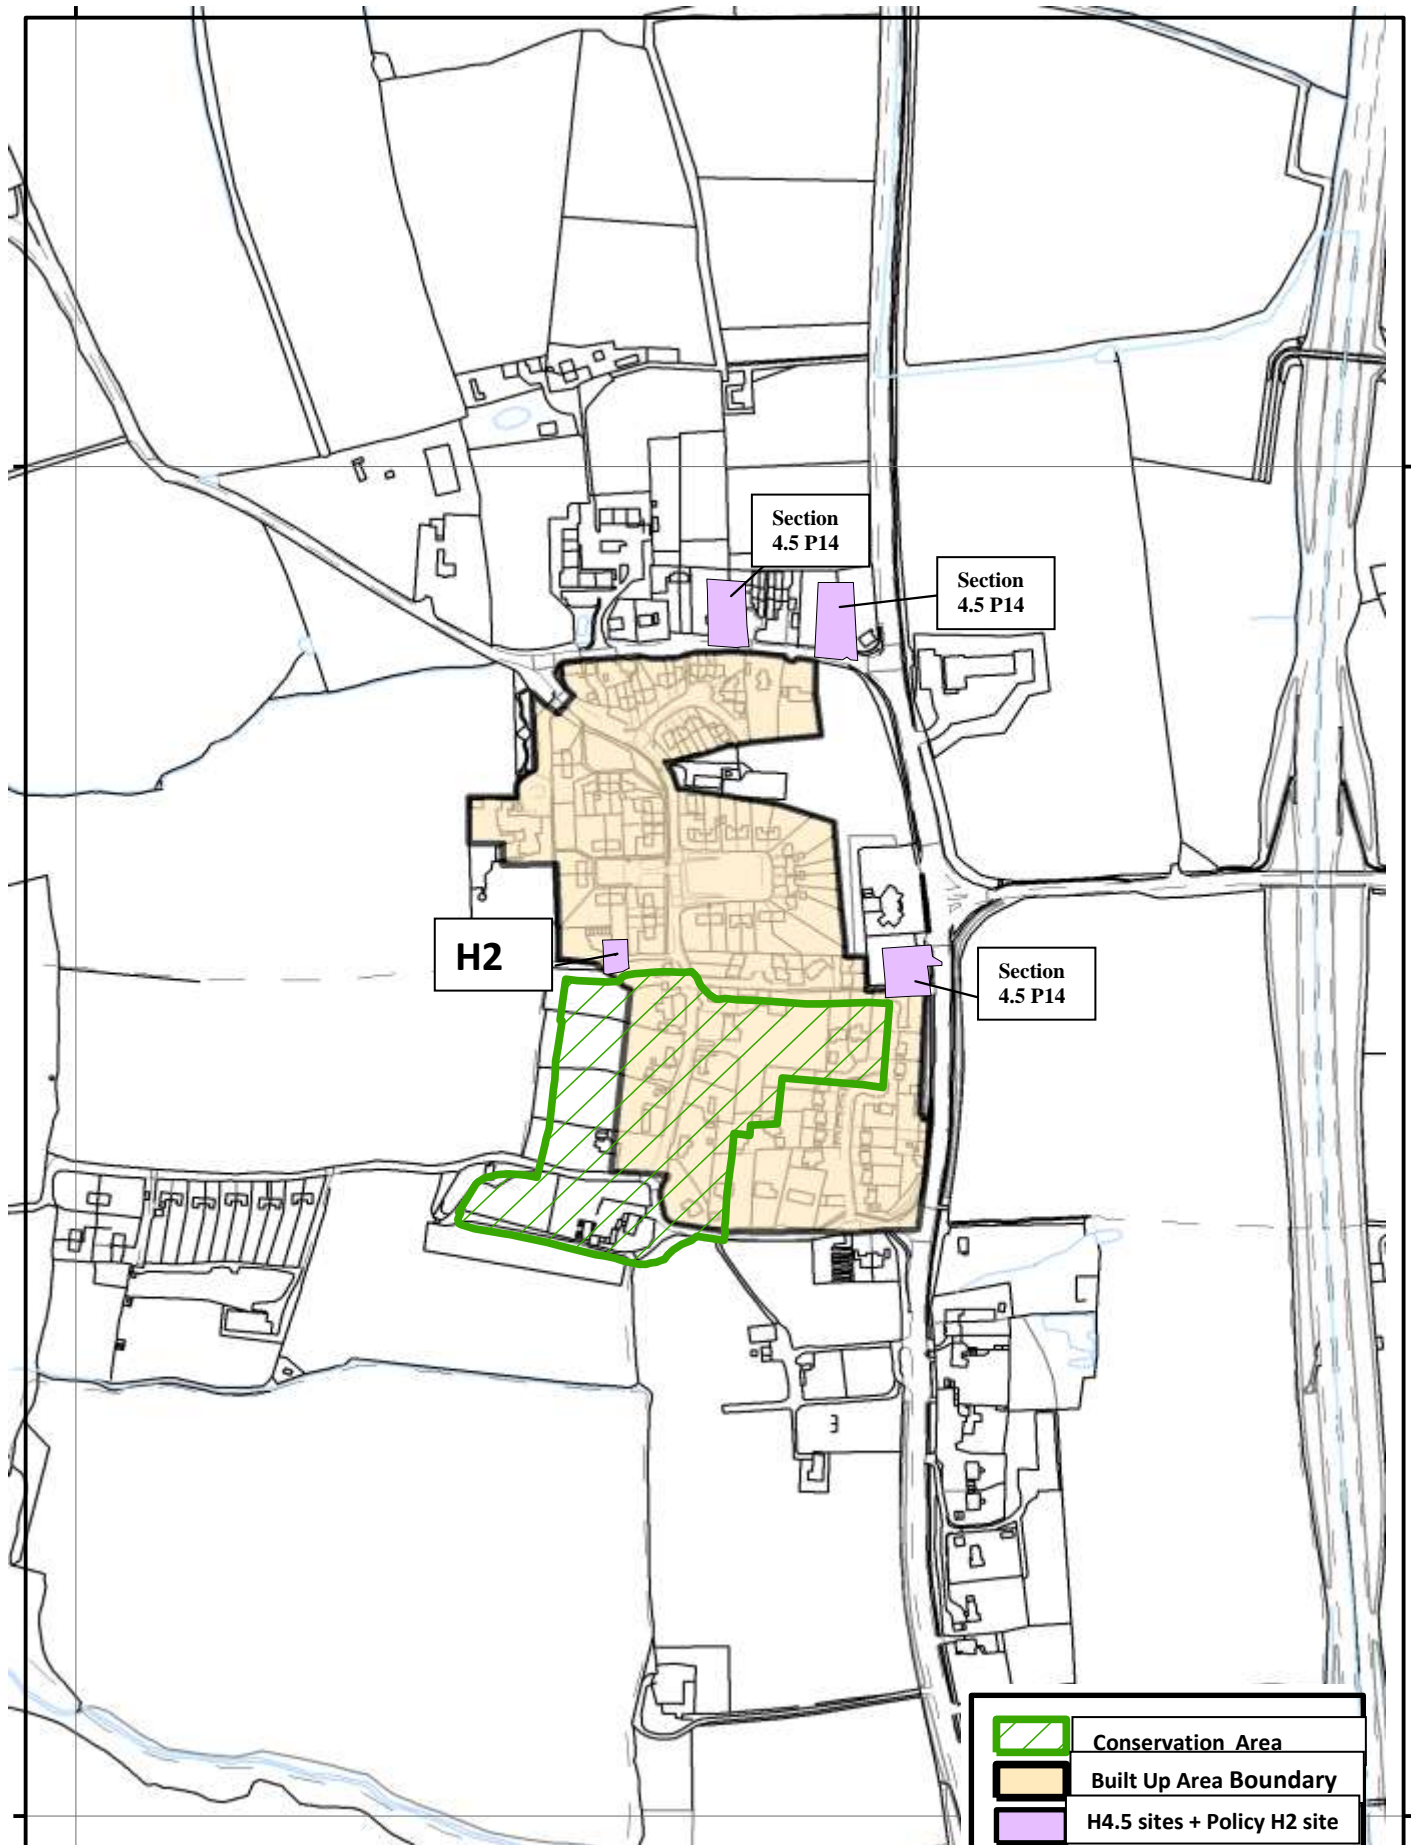 Section
4.5 P14
Section
4.5 P14
H2
Section
4.5 P14
Conservation Area
Built Up Area Boundary
H4.5 sites + Policy H2 site